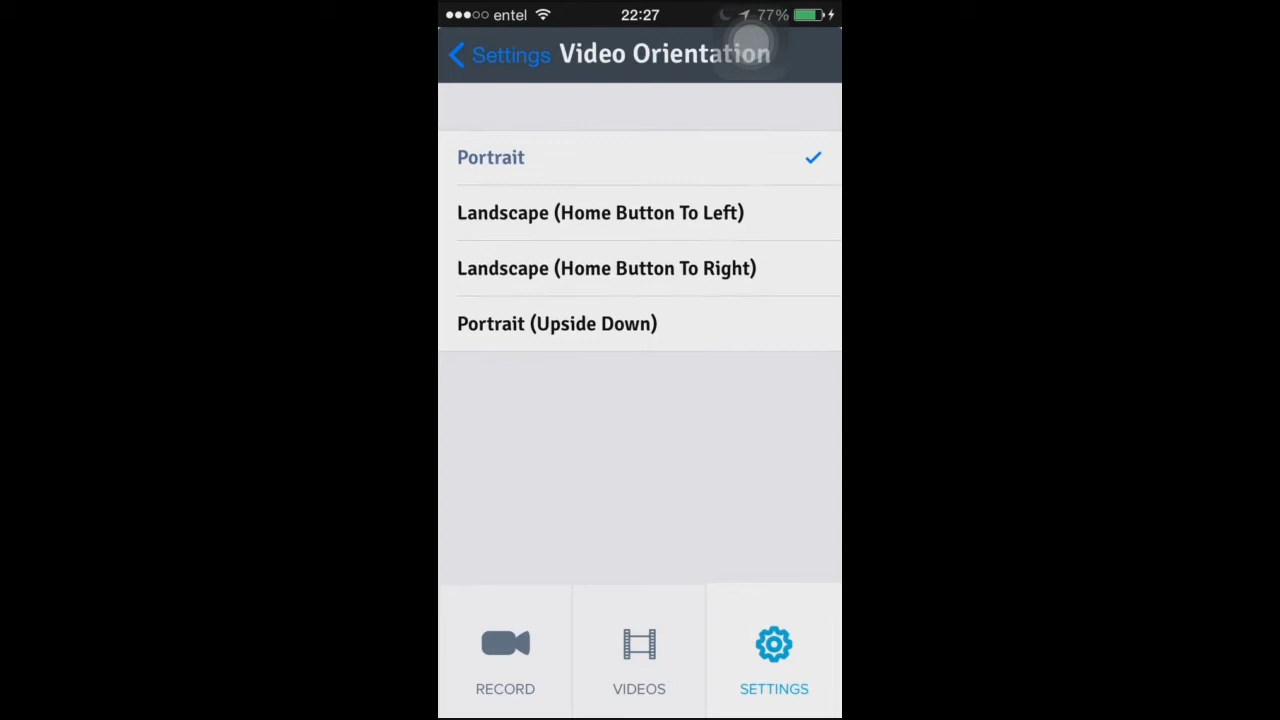 entel 22:27 77%
Settings Video Orientation
Portrait
Landscape (Home Button To Left)
Landscape (Home Button To Right)
Portrait (Upside Down)
RECORD VIDEOS SETTINGS